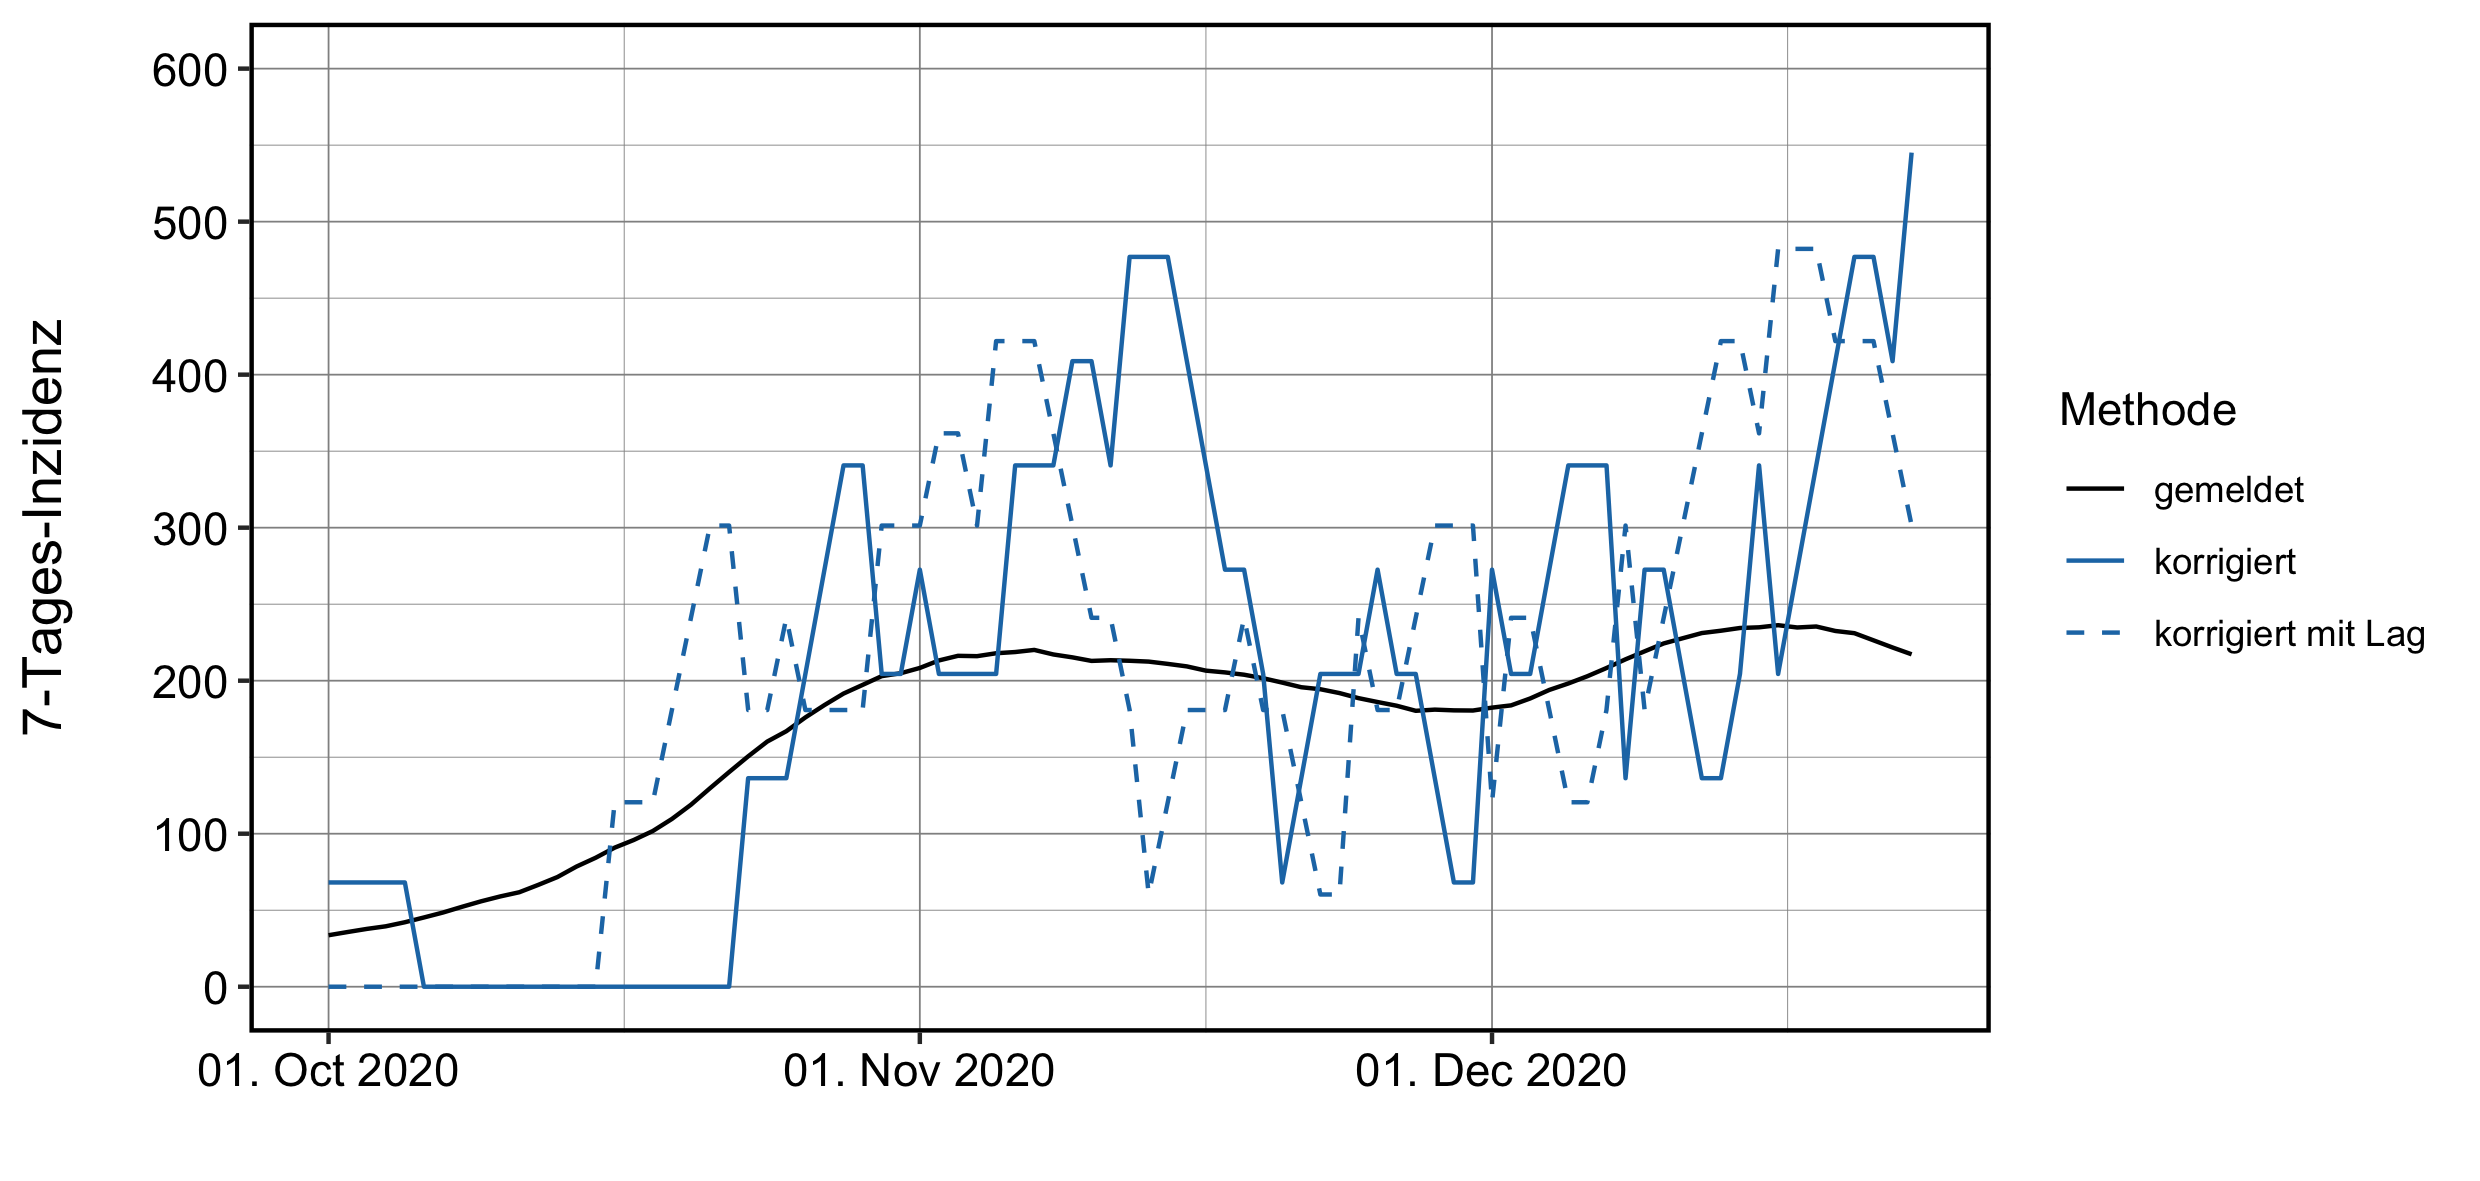 7-Tages-Inzidenz
600
500
400
300
200
100
0
01. Oct 2020
01. Nov 2020
01. Dec 2020
Methode
gemeldet
korrigiert
korrigiert mit Lag